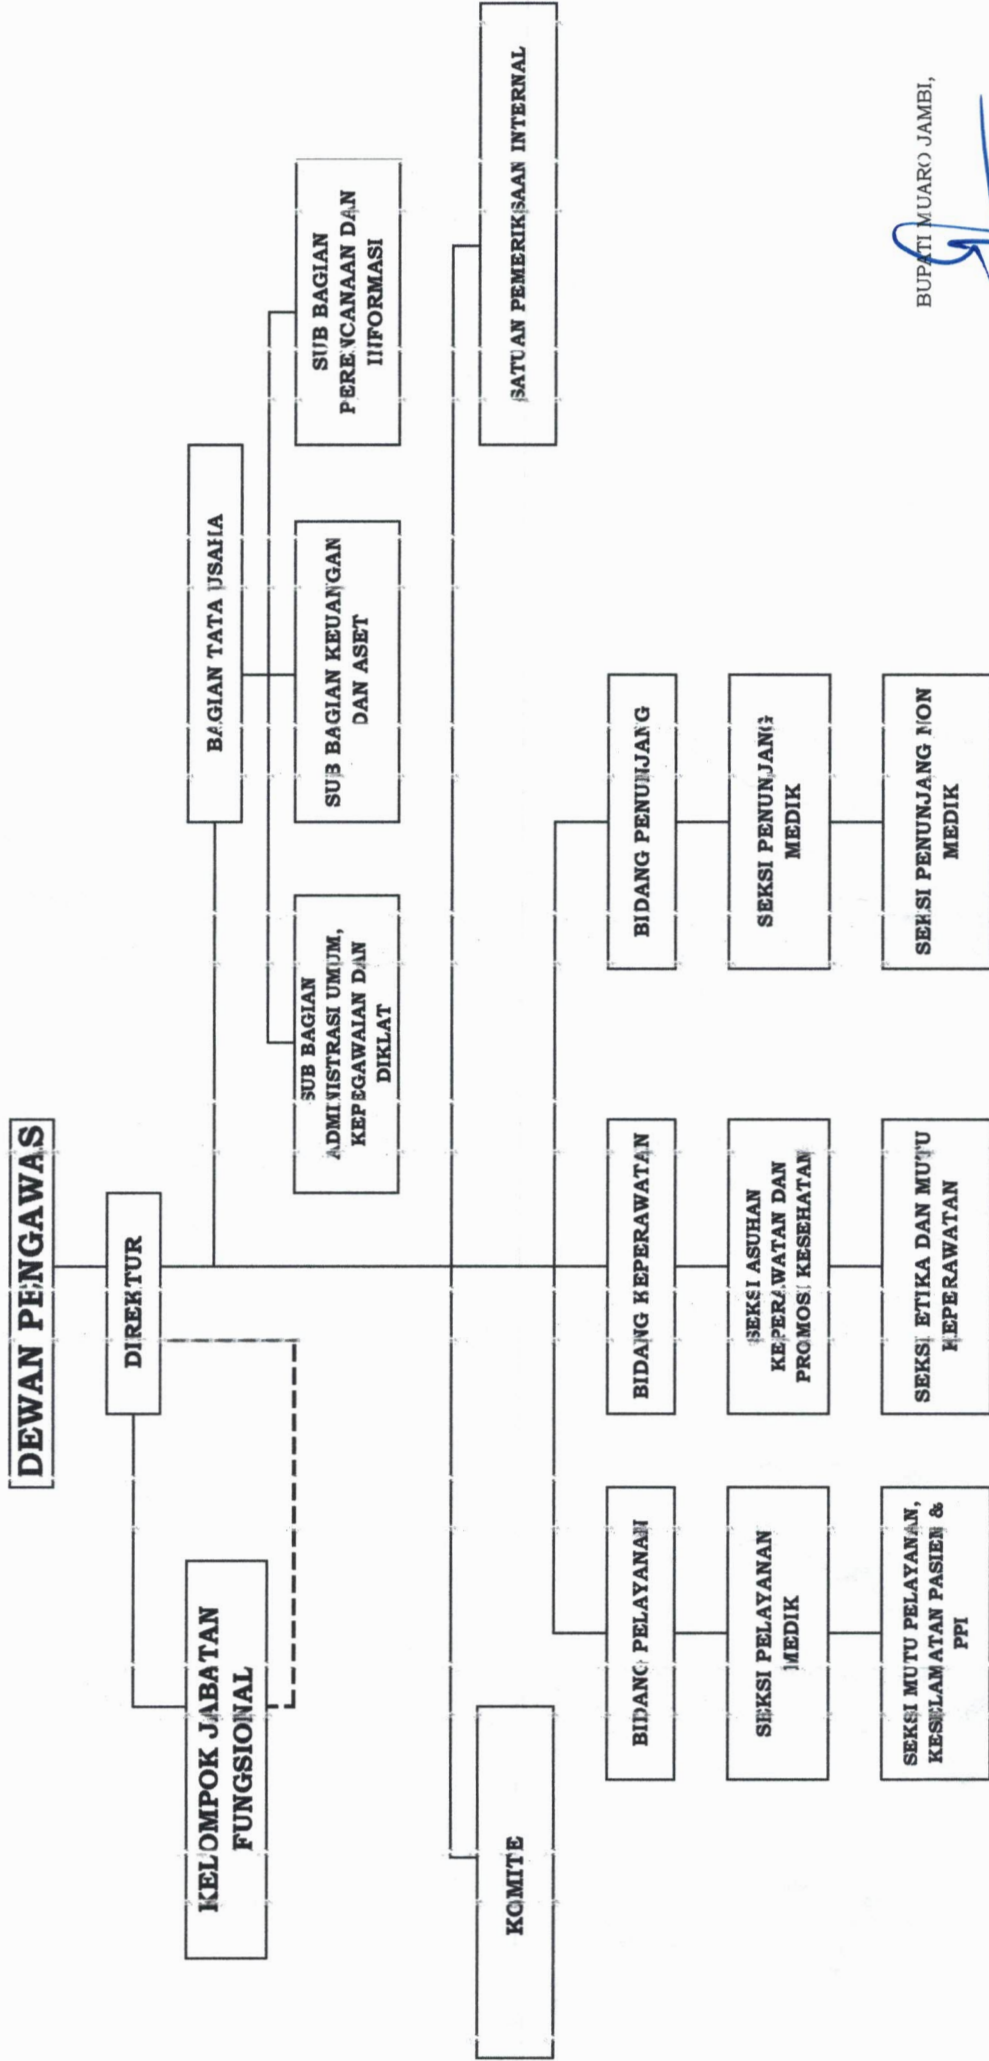 DEWAN PENGAWAS
DIREKTUR
KELOMPOK JABATAN
FUNGSIONAL
BAGIAN TATA USAHA
SUB BAGIAN
ADMINISTRASI UMUM,
KEPEGAWAIAN DAN
DIKLAT
SUB BAGIAN KEUANGAN
DAN ASET
SUB BAGIAN
PERENCANAAN DAN
INFORMASI
KOMITE
SATUAN PEMERIKSAAN INTERNAL
BIDANG PELAYANAN
BIDANG KEPERAWATAN
BIDANG PENUNJANG
SEKSI PELAYANAN
MEDIK
SEKSI ASUHAN
KEPERAWATAN DAN
PROMOSI KESEHATAN
SEKSI PENUNJANG
MEDIK
SEKSI MUTU PELAYANAN,
KESELAMATAN PASIEN &
PPI
SEKSI ETIKA DAN MUTU
KEPERAWATAN
SEKSI PENUNJANG NON
MEDIK
BUPATI MUARO JAMBI,